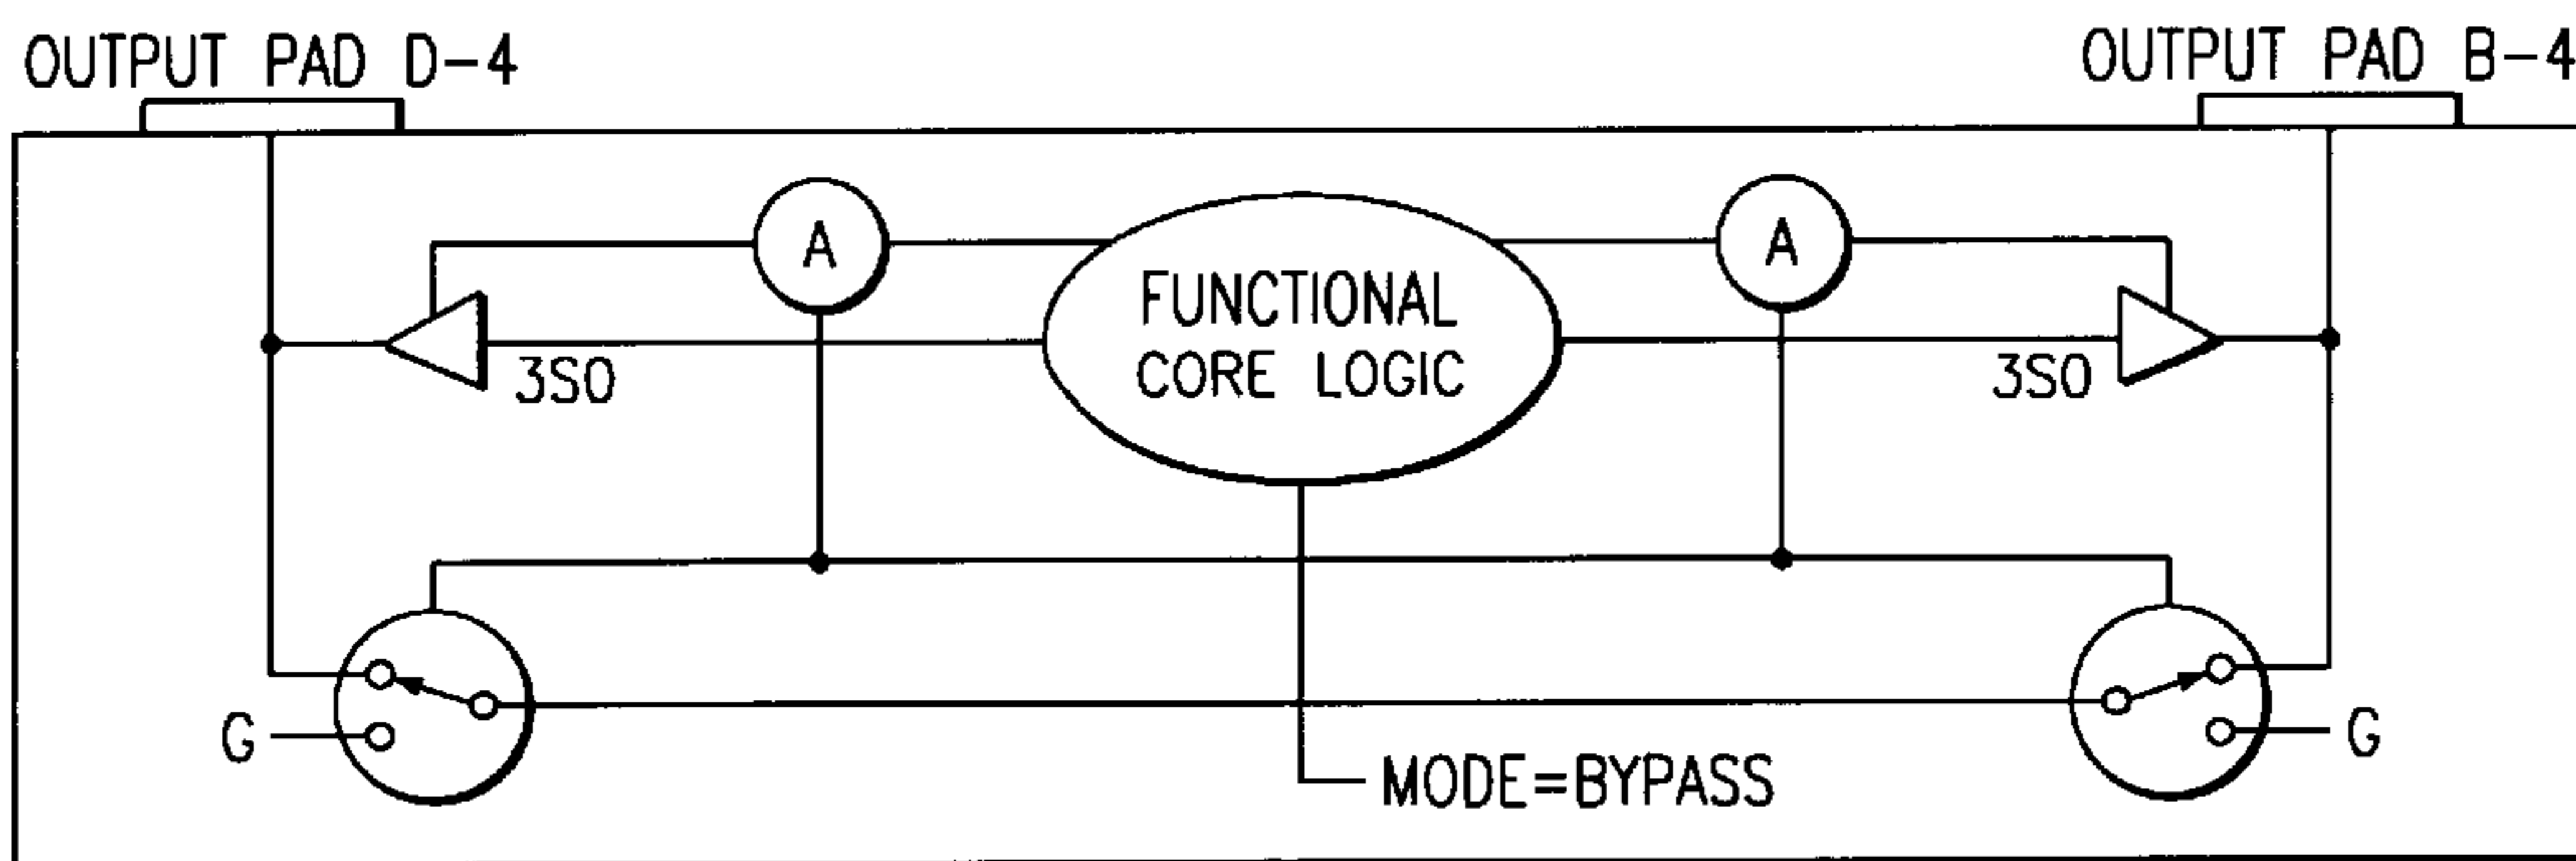 OUTPUT PAD D-4
OUTPUT PAD B-4
A
A
FUNCTIONAL
CORE LOGIC
3SO
3SO
G
G
MODE=BYPASS